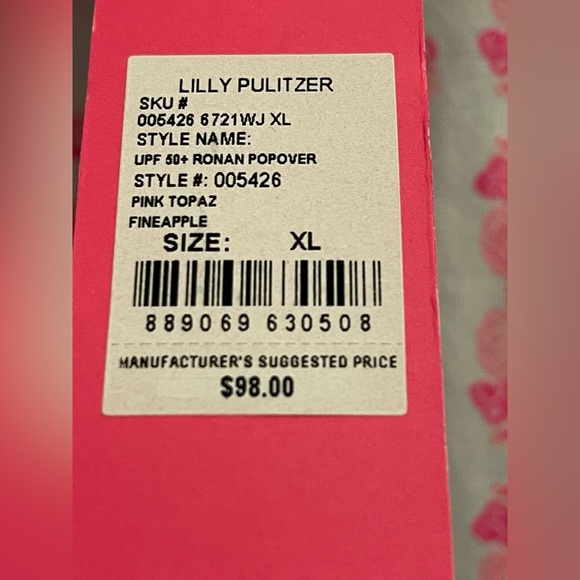 LILLY PULITZER
SKU #
005426 6721WJ XL
STYLE NAME:
UPF 50+ RONAN POPOVER
STYLE #: 005426
PINK TOPAZ
FINEAPPLE
SIZE: XL
889069 630508
MANUFACTURER'S SUGGESTED PRICE
$98.00